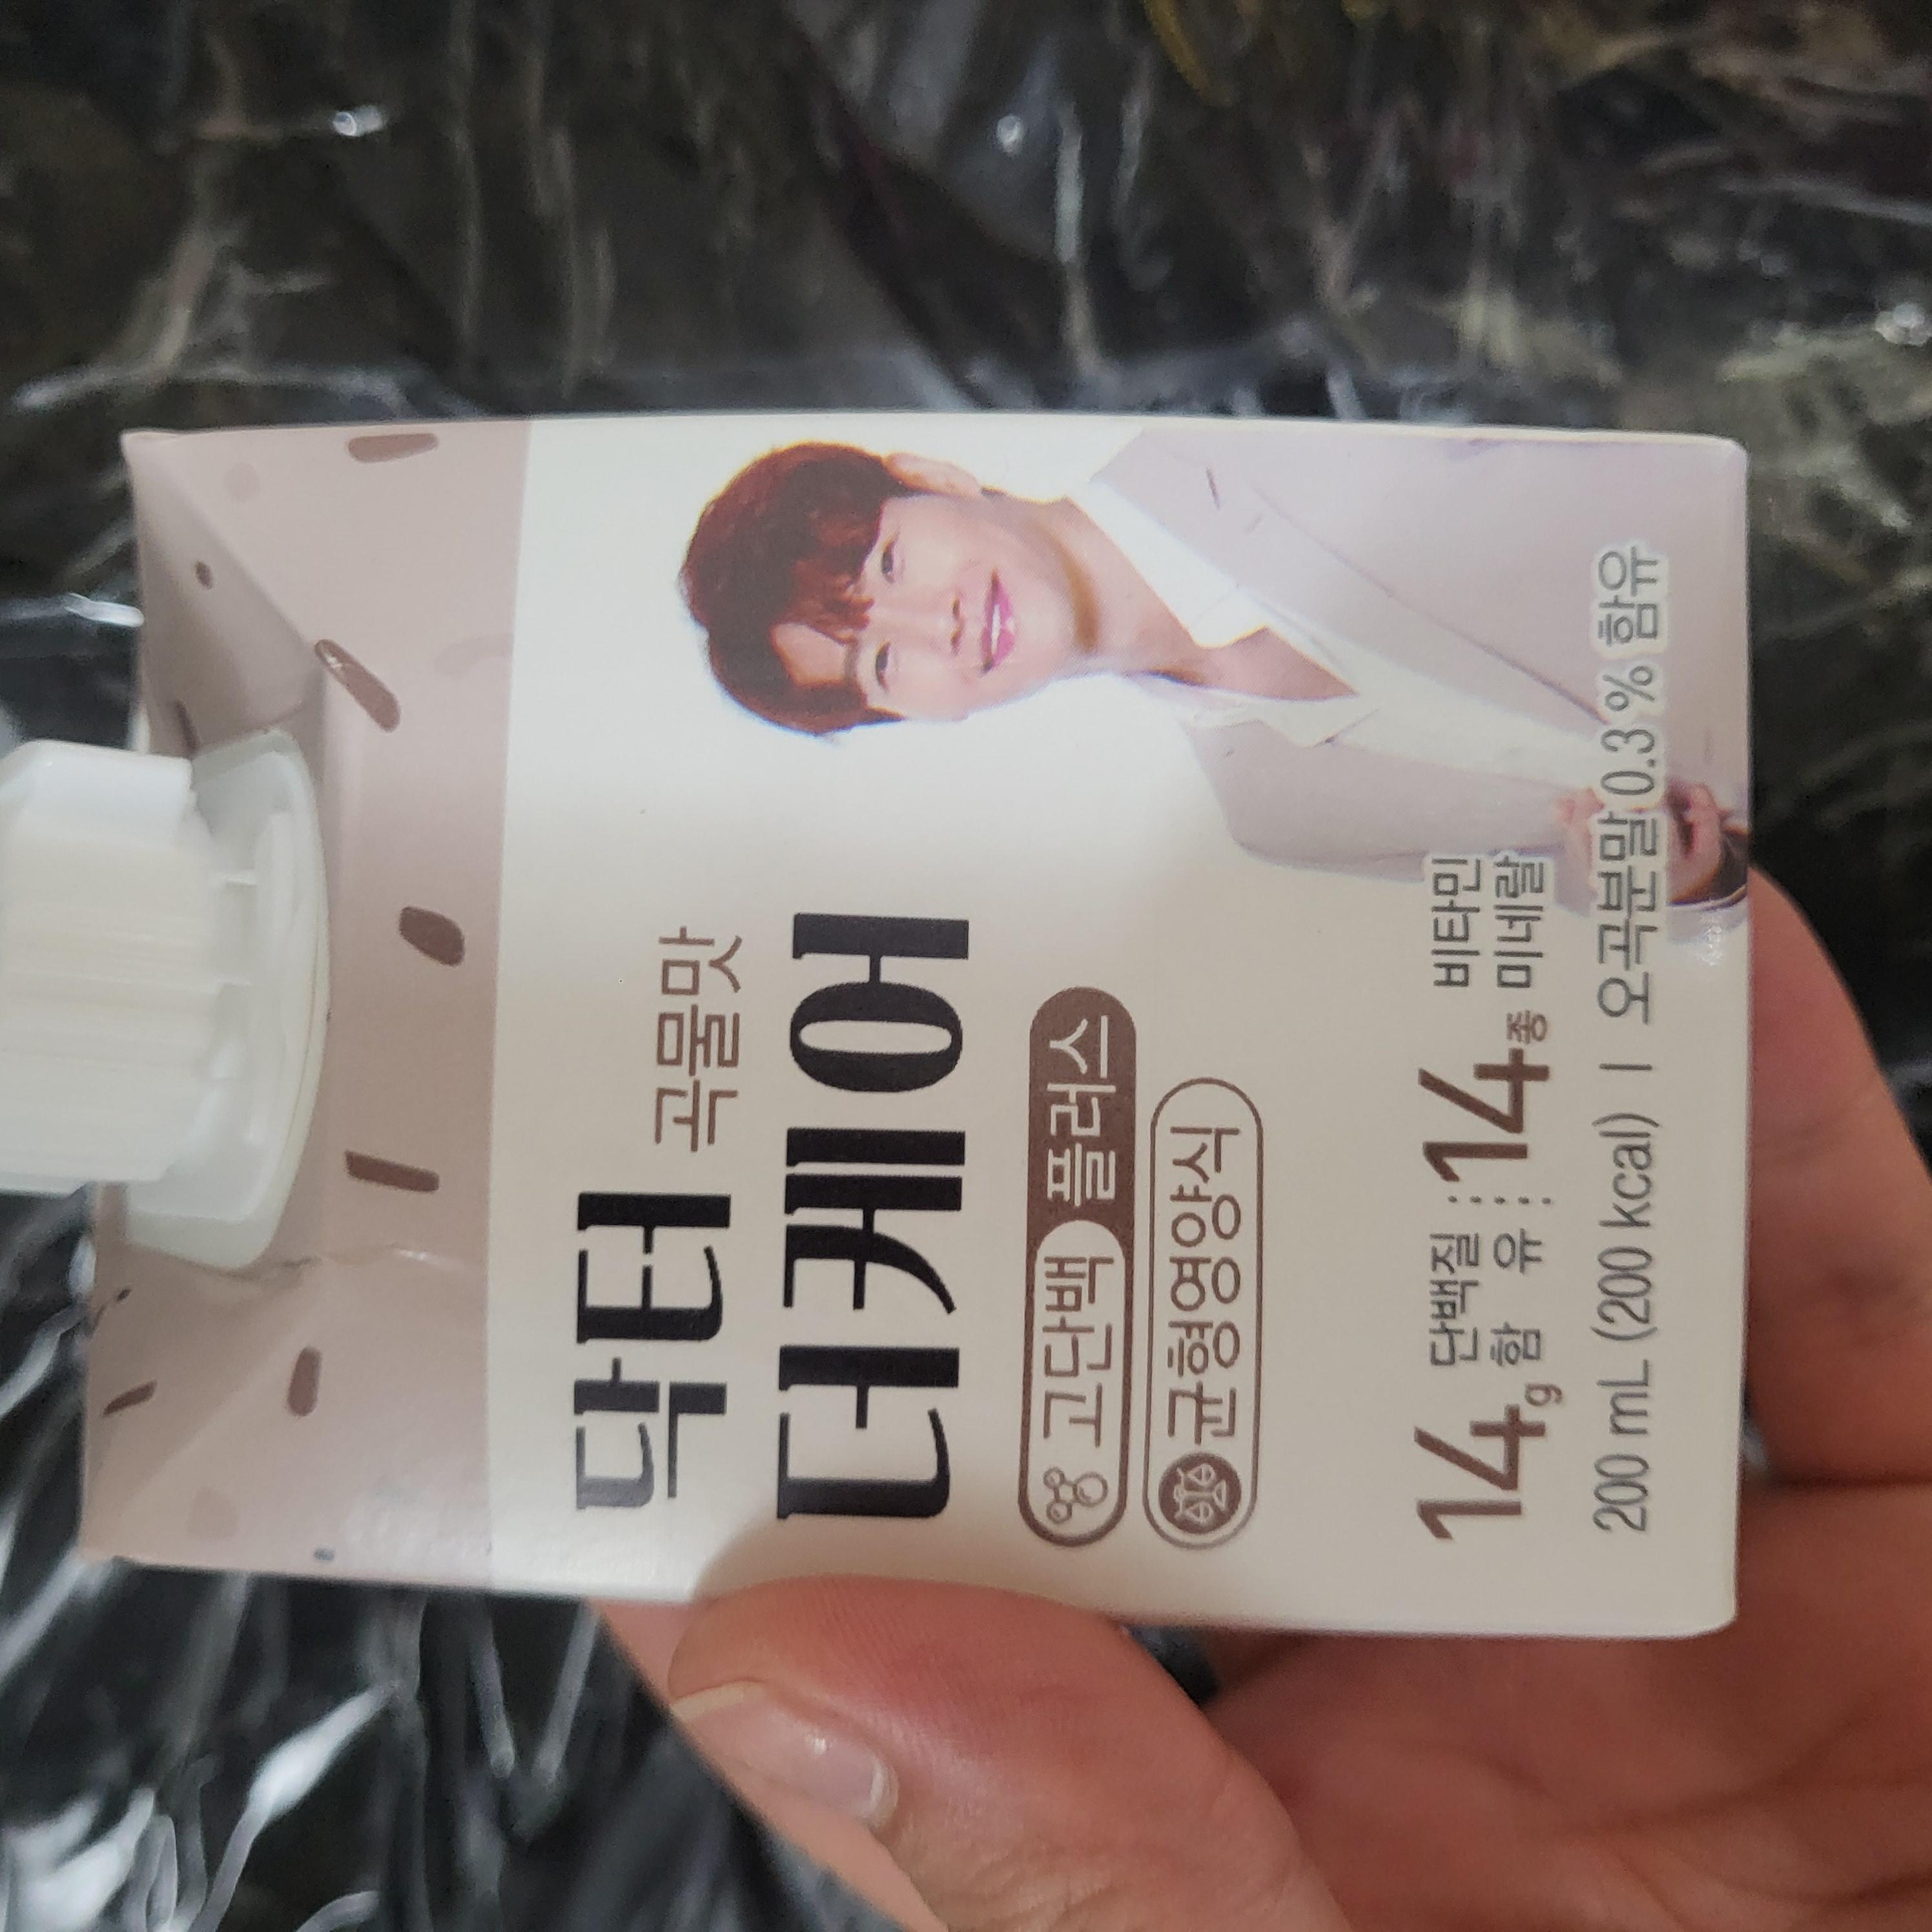 닥터 곡물맛
더케어
고단백 플러스
균형영양식
14g 단백질 함유 14종 비타민 미네랄
200 mL (200 kcal) | 오곡분말 0.3% 함유